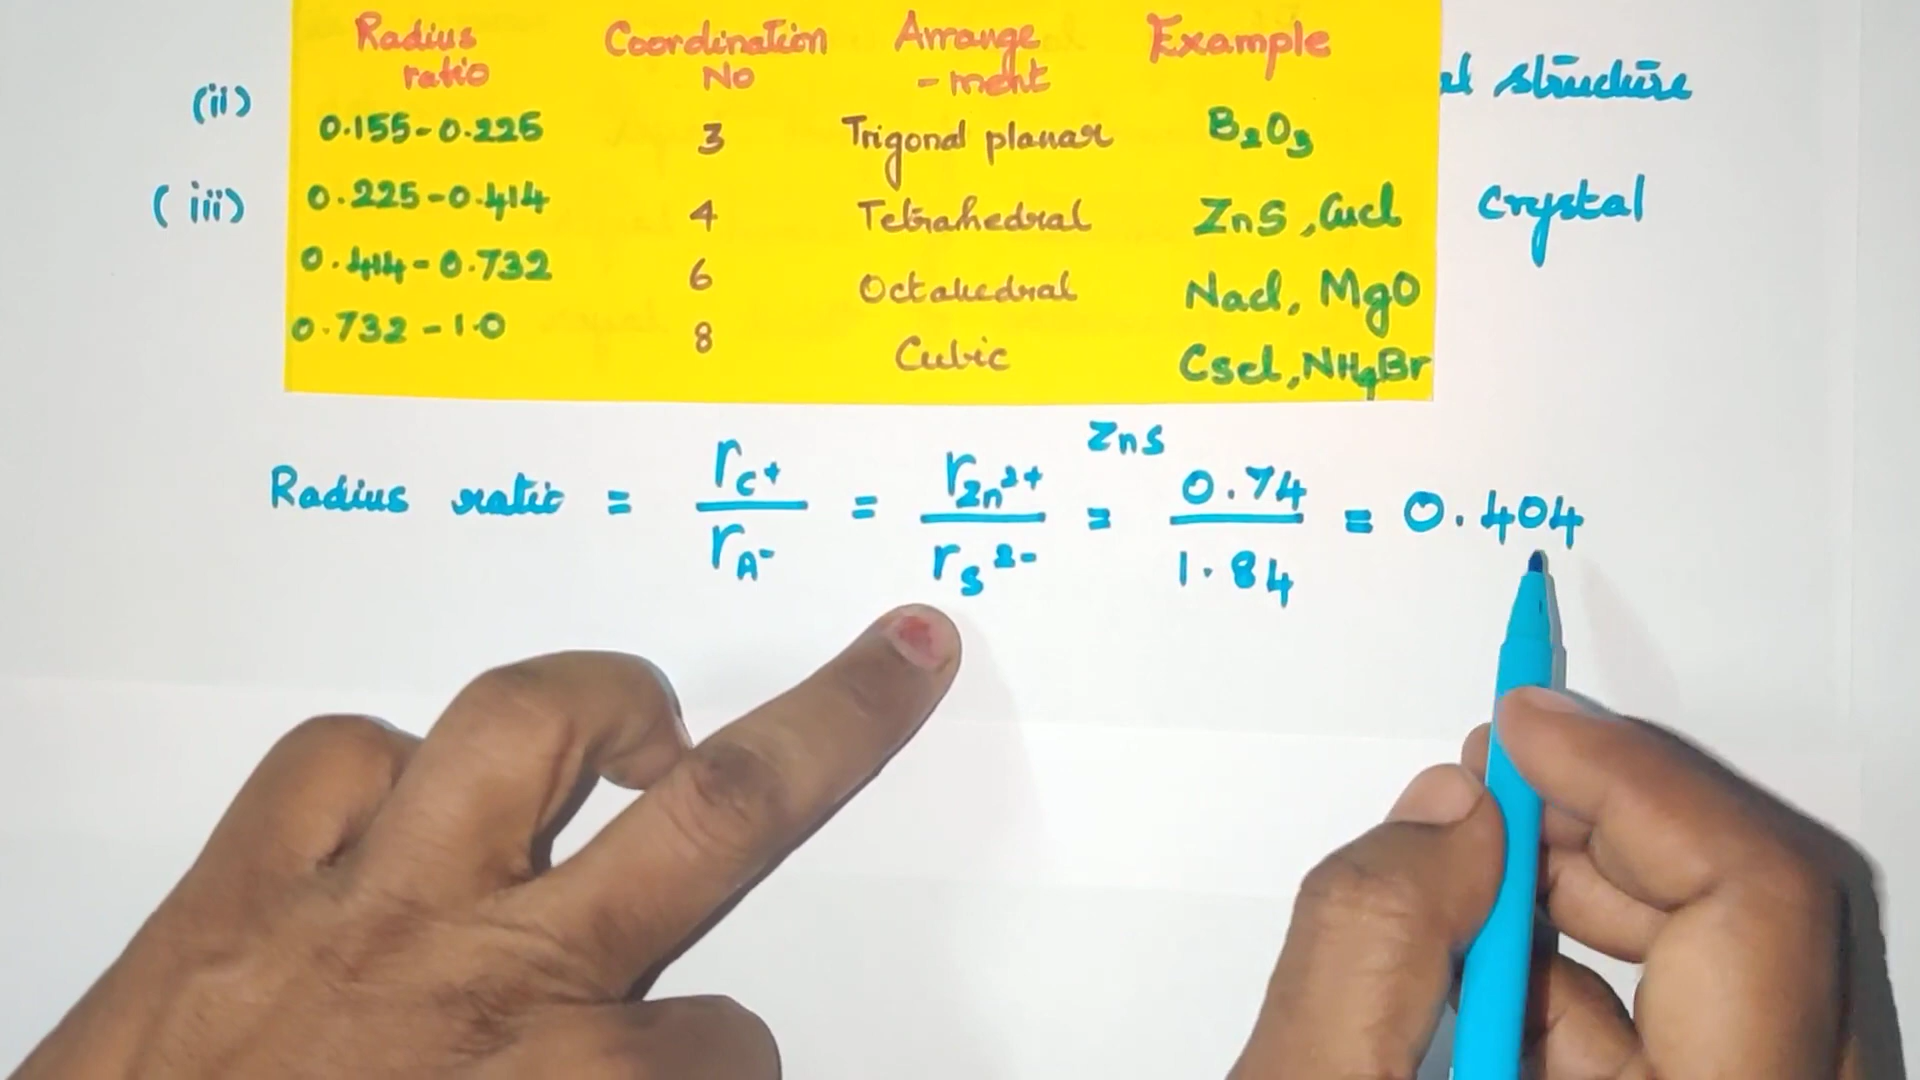 Radius ratio Coordination No Arrange-ment Example
(ii) 0.155-0.225 3 Trigonal planar B₂O₃ structure
(iii) 0.225-0.414 4 Tetrahedral ZnS, Cucl crystal
0.414-0.732 6 Octahedral Nacl, MgO
0.732-1.0 8 Cubic Cscl, NH₄Br
ZnS
Radius ratio = rc⁺/rA⁻ = rZn²⁺/rS²⁻ = 0.74/1.84 = 0.404